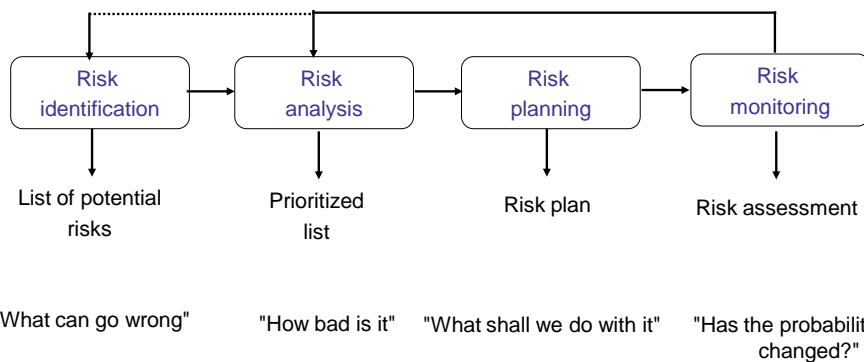 Risk
identification
Risk
analysis
Risk
planning
Risk
monitoring
List of potential
risks
Prioritized
list
Risk plan
Risk assessment
What can go wrong"
"How bad is it"
"What shall we do with it"
"Has the probabilit
changed?"